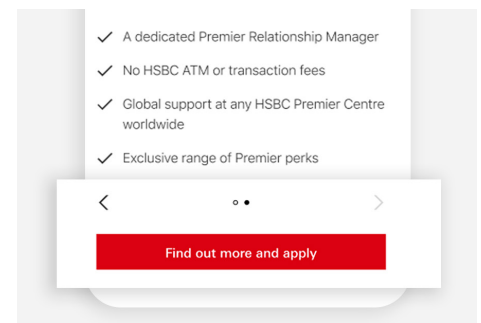 A dedicated Premier Relationship Manager
No HSBC ATM or transaction fees
Global support at any HSBC Premier Centre
worldwide
Exclusive range of Premier perks
Find out more and apply